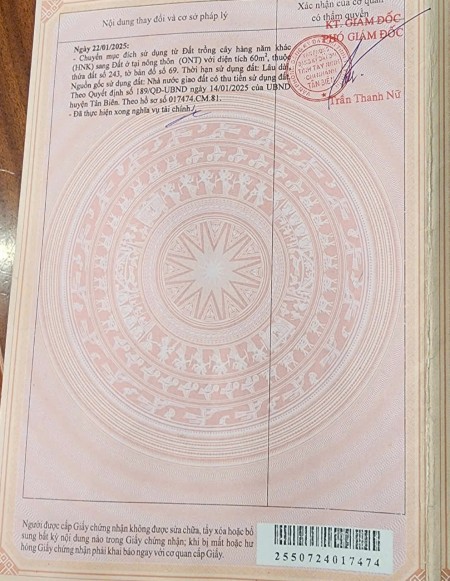 Nội dung thay đổi và cơ sở pháp lý
Xác nhận của cơ quan
có thẩm quyền
Ngày 22/01/2025:
- Chuyển mục đích sử dụng từ Đất trồng cây hàng năm khác
(HNK) sang Đất ở tại nông thôn (ONT) với diện tích 60m², thuộc
thửa đất số 243, tờ bản đồ số 69. Thời hạn sử dụng đất: Lâu dài.
Nguồn gốc sử dụng đất: Nhà nước giao đất có thu tiền sử dụng đất.
Theo Quyết định số 189/QĐ-UBND ngày 14/01/2025 của UBND
huyện Tân Biên. Theo hồ sơ số 017474.CM.81.
- Đã thực hiện xong nghĩa vụ tài chính
KT. GIÁM ĐỐC
PHÓ GIÁM ĐỐC
Trần Thanh Nữ
Người được cấp Giấy chứng nhận không được sửa chữa, tẩy xóa hoặc bổ
sung bất kỳ nội dung nào trong Giấy chứng nhận; khi bị mất hoặc hư
hỏng Giấy chứng nhận phải khai báo ngay với cơ quan cấp Giấy.
2550724017474